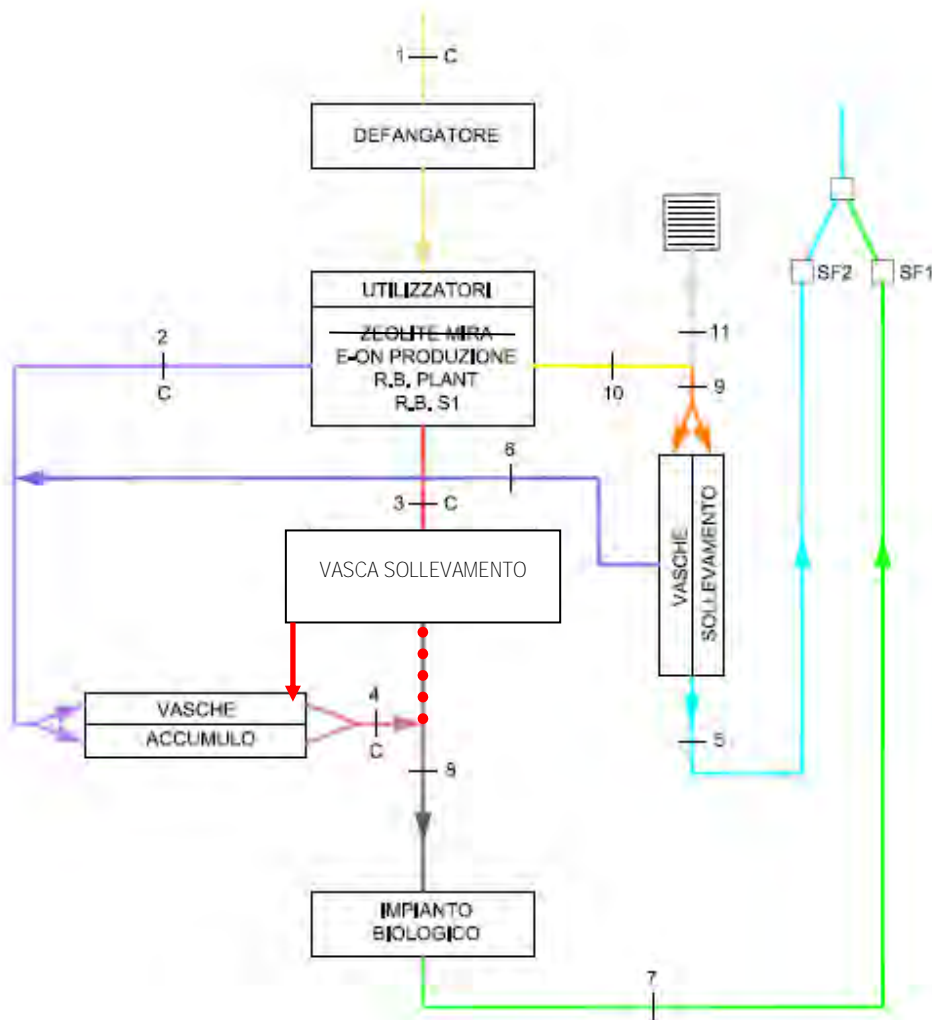 1 C
DEFANGATORE
UTILIZZATORI
ZEOLITE MIRA
E-ON PRODUZIONE
R.B. PLANT
R.B. S1
2
C
10
11
9
SF2
SF1
6
3 C
VASCA SOLLEVAMENTO
VASCHE
SOLLEVAMENTO
VASCHE
ACCUMULO
4
C
5
8
IMPIANTO
BIOLOGICO
7